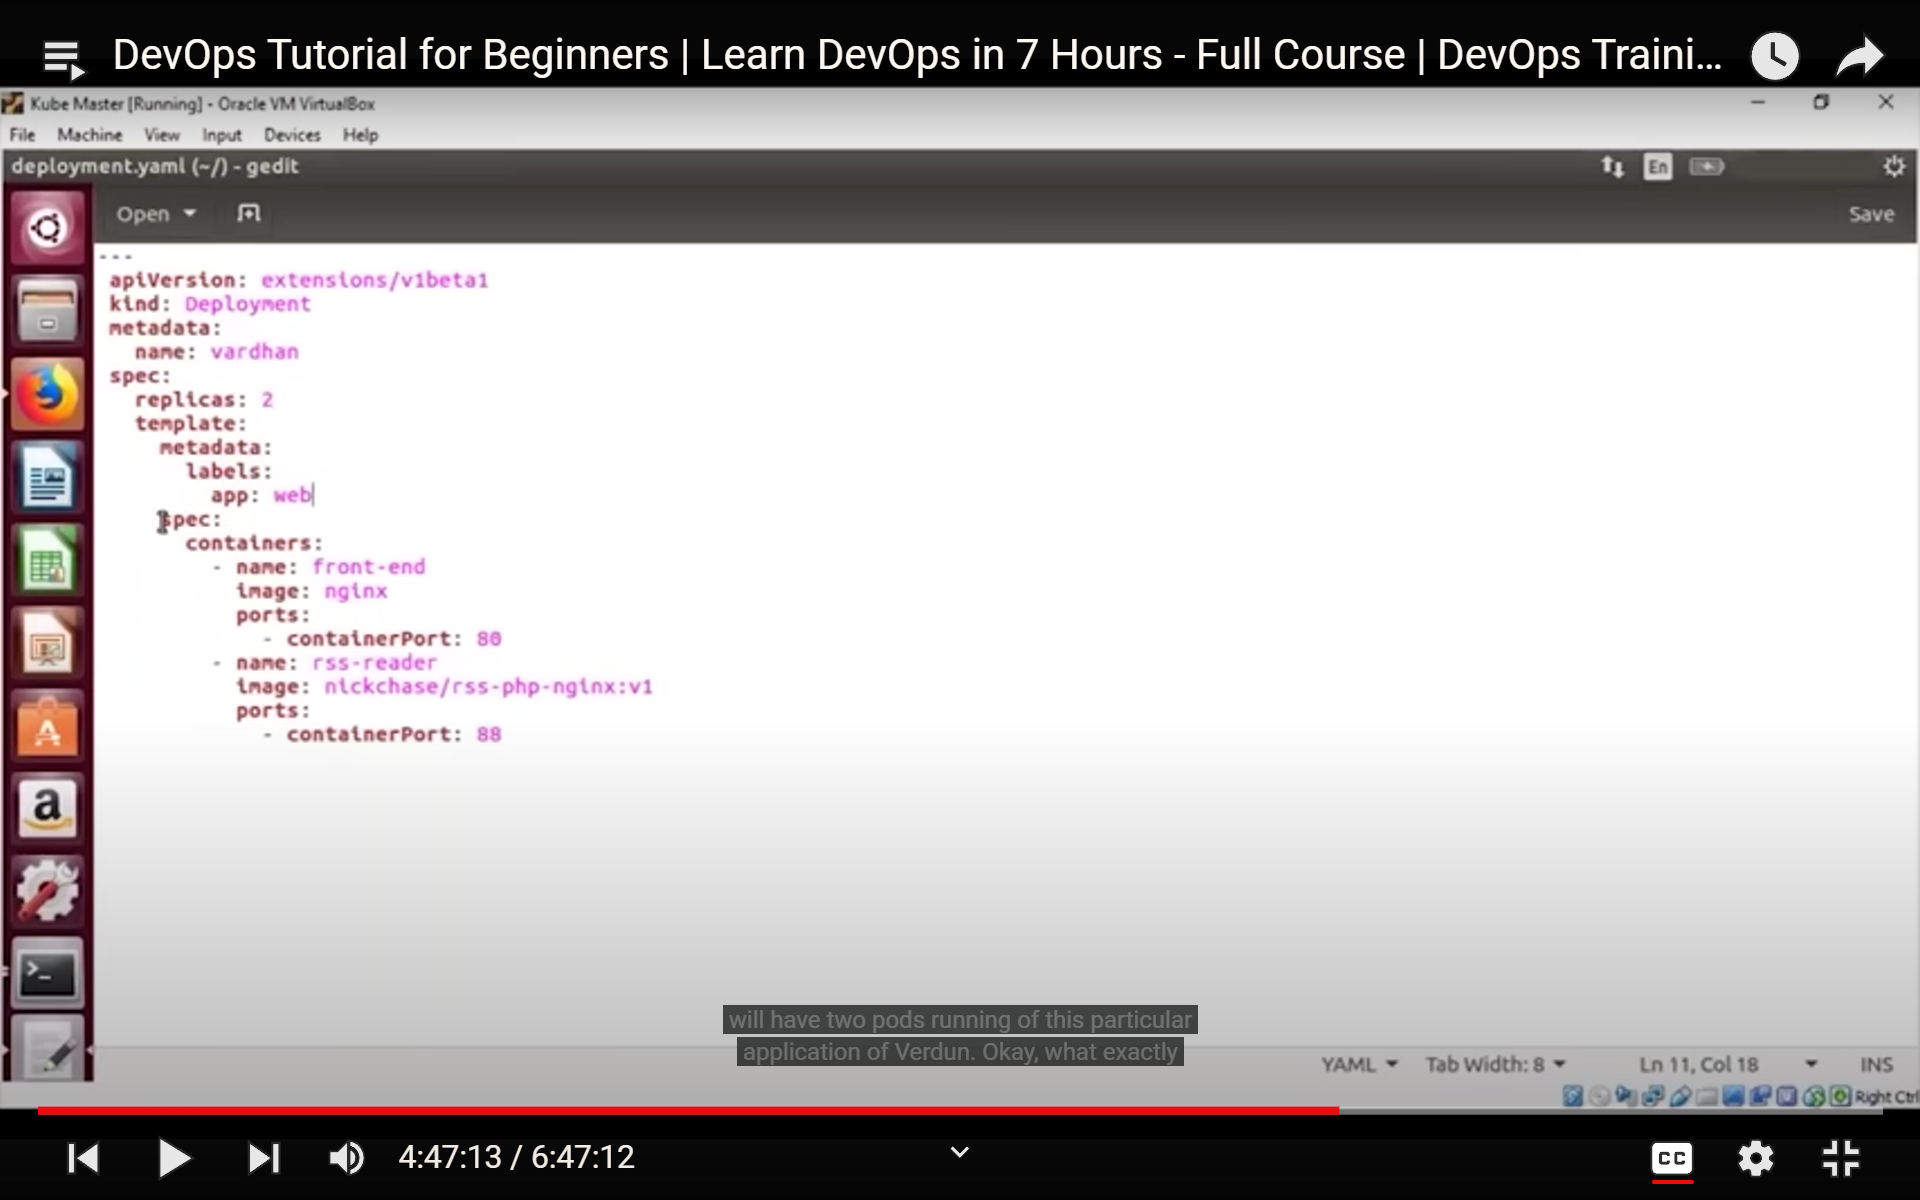 DevOps Tutorial for Beginners | Learn DevOps in 7 Hours - Full Course | DevOps Traini...
Kube Master [Running] - Oracle VM VirtualBox
File Machine View Input Devices Help
deployment.yaml (~/) - gedit
En
Open
Save
---
apiVersion: extensions/v1beta1
kind: Deployment
metadata:
name: vardhan
spec:
replicas: 2
template:
metadata:
labels:
app: web
spec:
containers:
- name: front-end
image: nginx
ports:
- containerPort: 80
- name: rss-reader
image: nickchase/rss-php-nginx:v1
ports:
- containerPort: 88
will have two pods running of this particular
application of Verdun. Okay, what exactly
YAML Tab Width: 8 Ln 11, Col 18 INS
Right Ctrl
4:47:13 / 6:47:12
CC